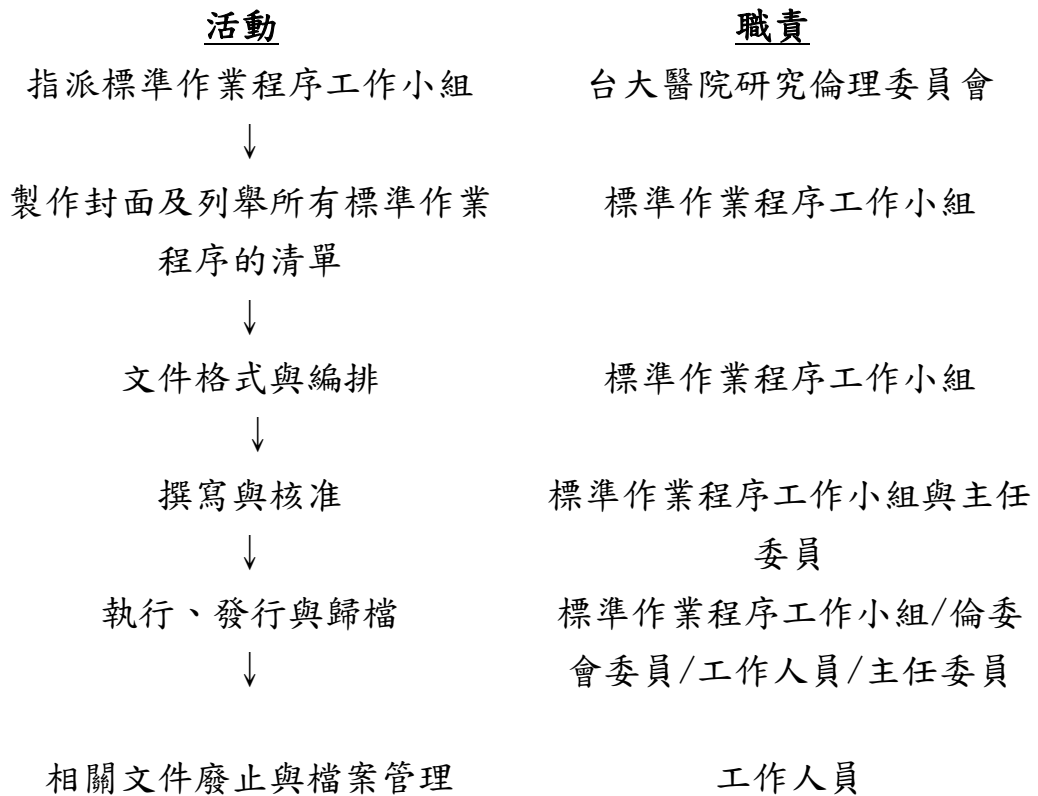 活動 職責
指派標準作業程序工作小組 台大醫院研究倫理委員會
↓
製作封面及列舉所有標準作業 標準作業程序工作小組
程序的清單
↓
文件格式與編排 標準作業程序工作小組
↓
撰寫與核准 標準作業程序工作小組與主任
↓ 委員
執行、發行與歸檔 標準作業程序工作小組/倫委
↓ 會委員/工作人員/主任委員
相關文件廢止與檔案管理 工作人員